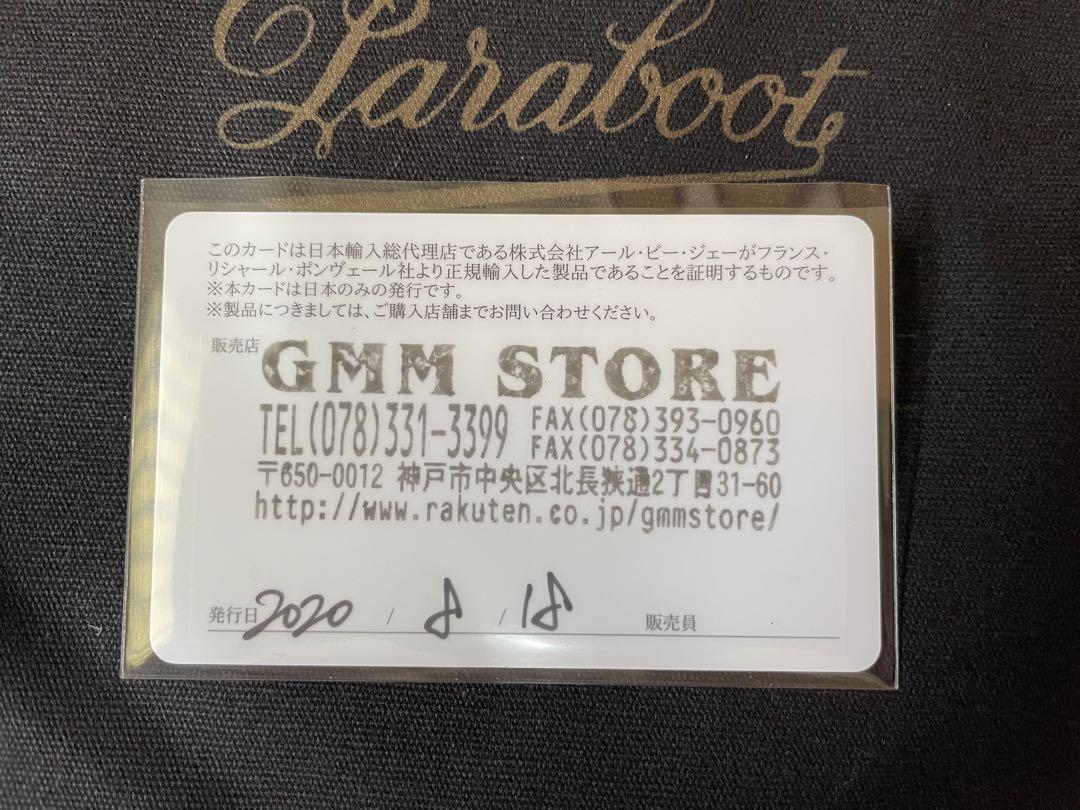 Paraboot
このカードは日本輸入総代理店である株式会社アール・ピー・ジェーがフランス・
リシャール・ポンヴェール社より正規輸入した製品であることを証明するものです。
※本カードは日本のみの発行です。
※製品につきましては、ご購入店舗までお問い合わせください。
販売店 GMM STORE
TEL(078)331-3399 FAX(078)393-0960
FAX(078)334-0873
〒650-0012 神戸市中央区北長狭通2丁目31-60
http://www.rakuten.co.jp/gmmstore/
発行日 2020 / 8 / 18 販売員